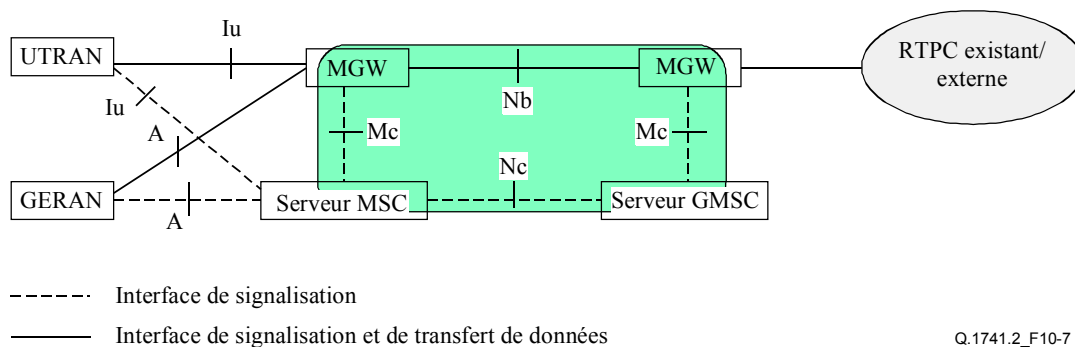 Iu
UTRAN
MGW
MGW
RTPC existant/
externe
Iu
Nb
A
Mc
Mc
Nc
GERAN
Serveur MSC
Serveur GMSC
A
Interface de signalisation
Interface de signalisation et de transfert de données
Q.1741.2_F10-7